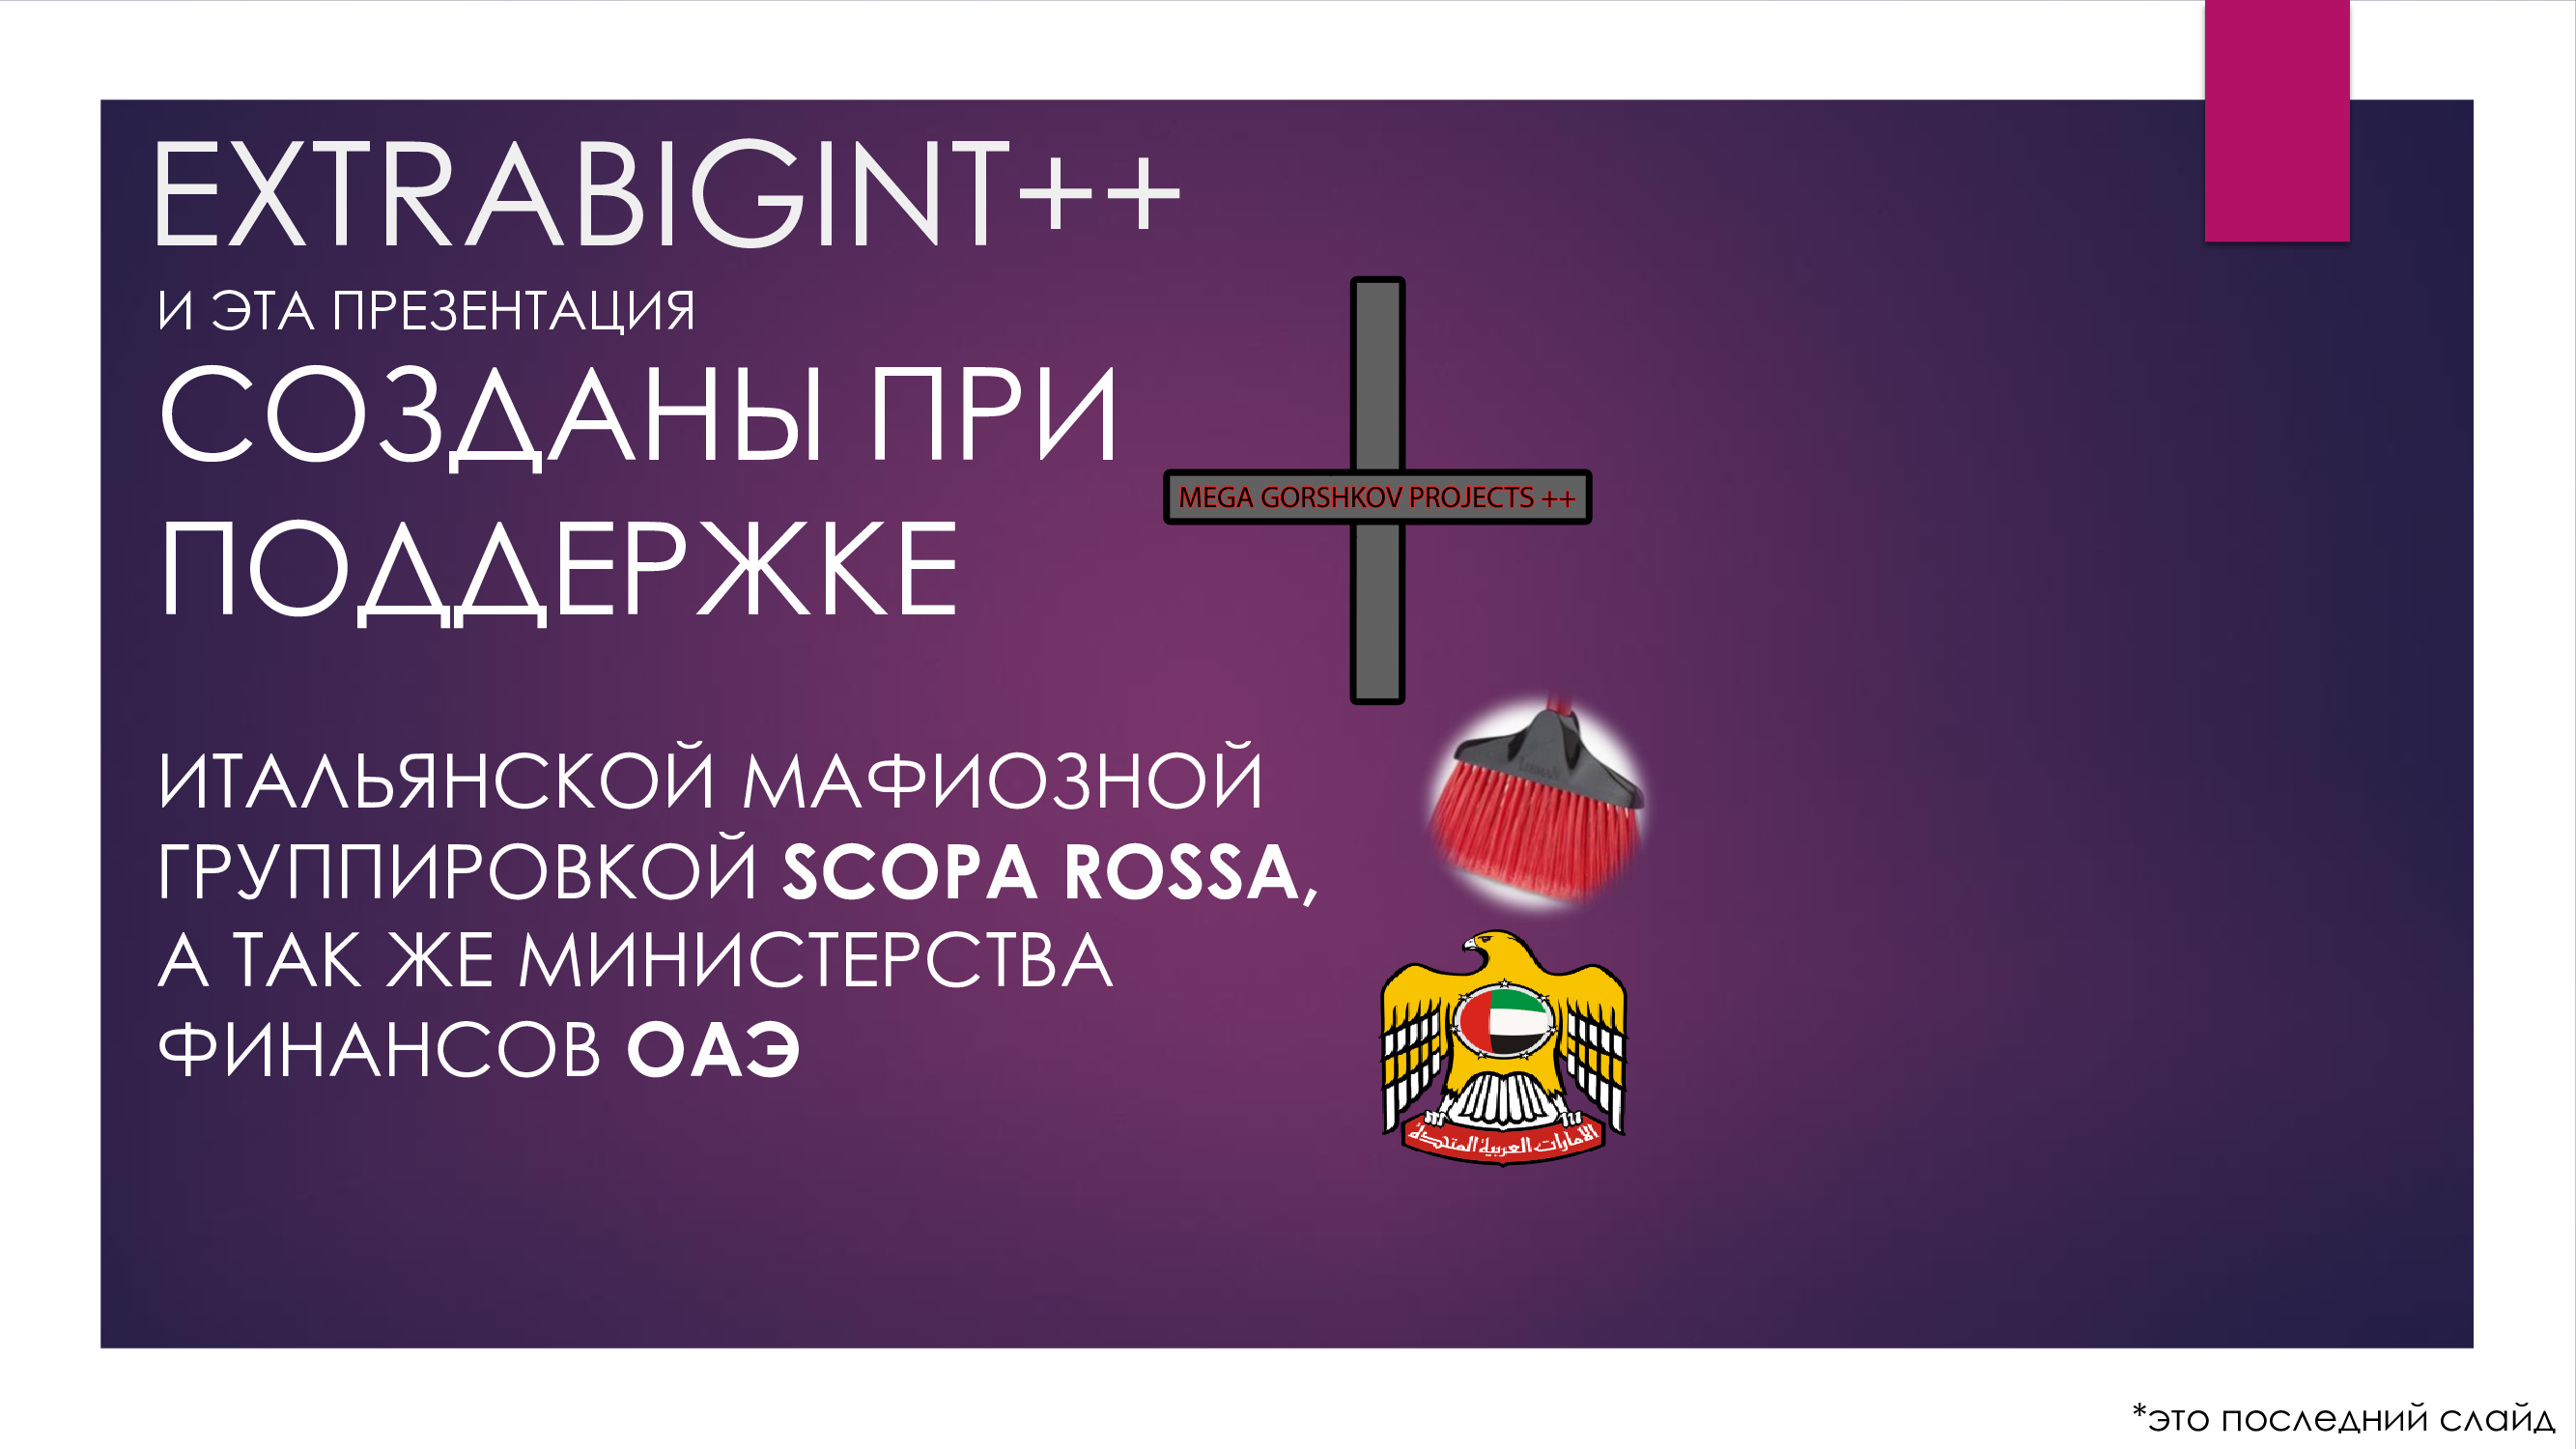 EXTRABIGINT++
И ЭТА ПРЕЗЕНТАЦИЯ
СОЗДАНЫ ПРИ
ПОДДЕРЖКЕ
MEGA GORSHKOV PROJECTS ++
ИТАЛЬЯНСКОЙ МАФИОЗНОЙ
ГРУППИРОВКОЙ SCOPA ROSSA,
А ТАК ЖЕ МИНИСТЕРСТВА
ФИНАНСОВ ОАЭ
الإمارات العربية المتحدة
*это последний слайд